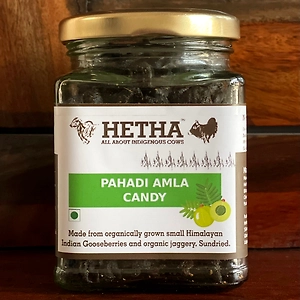 HETHA
ALL ABOUT INDIGENOUS COWS
PAHADI AMLA
CANDY
Made from organically grown small Himalayan
Indian Gooseberries and organic jaggery. Sundried.